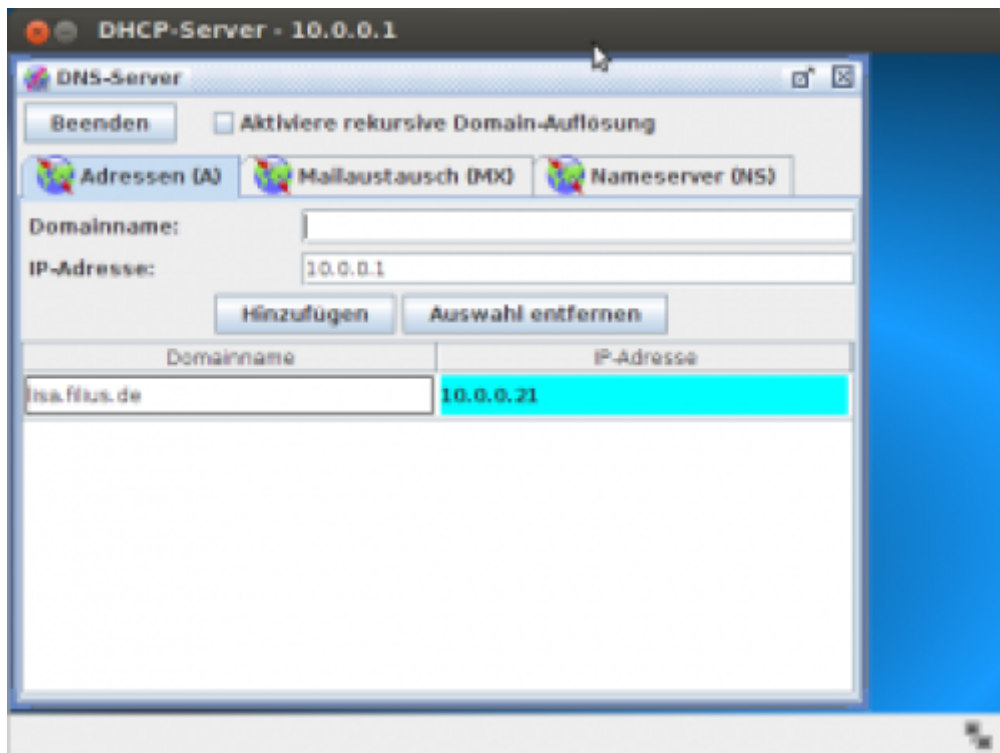 DHCP-Server - 10.0.0.1
DNS-Server
Beenden Aktiviere rekursive Domain-Auflösung
Adressen (A) Mailaustausch (MX) Nameserver (NS)
Domainname:
IP-Adresse: 10.0.0.1
Hinzufügen Auswahl entfernen
Domainname IP-Adresse
lisa.filius.de 10.0.0.21